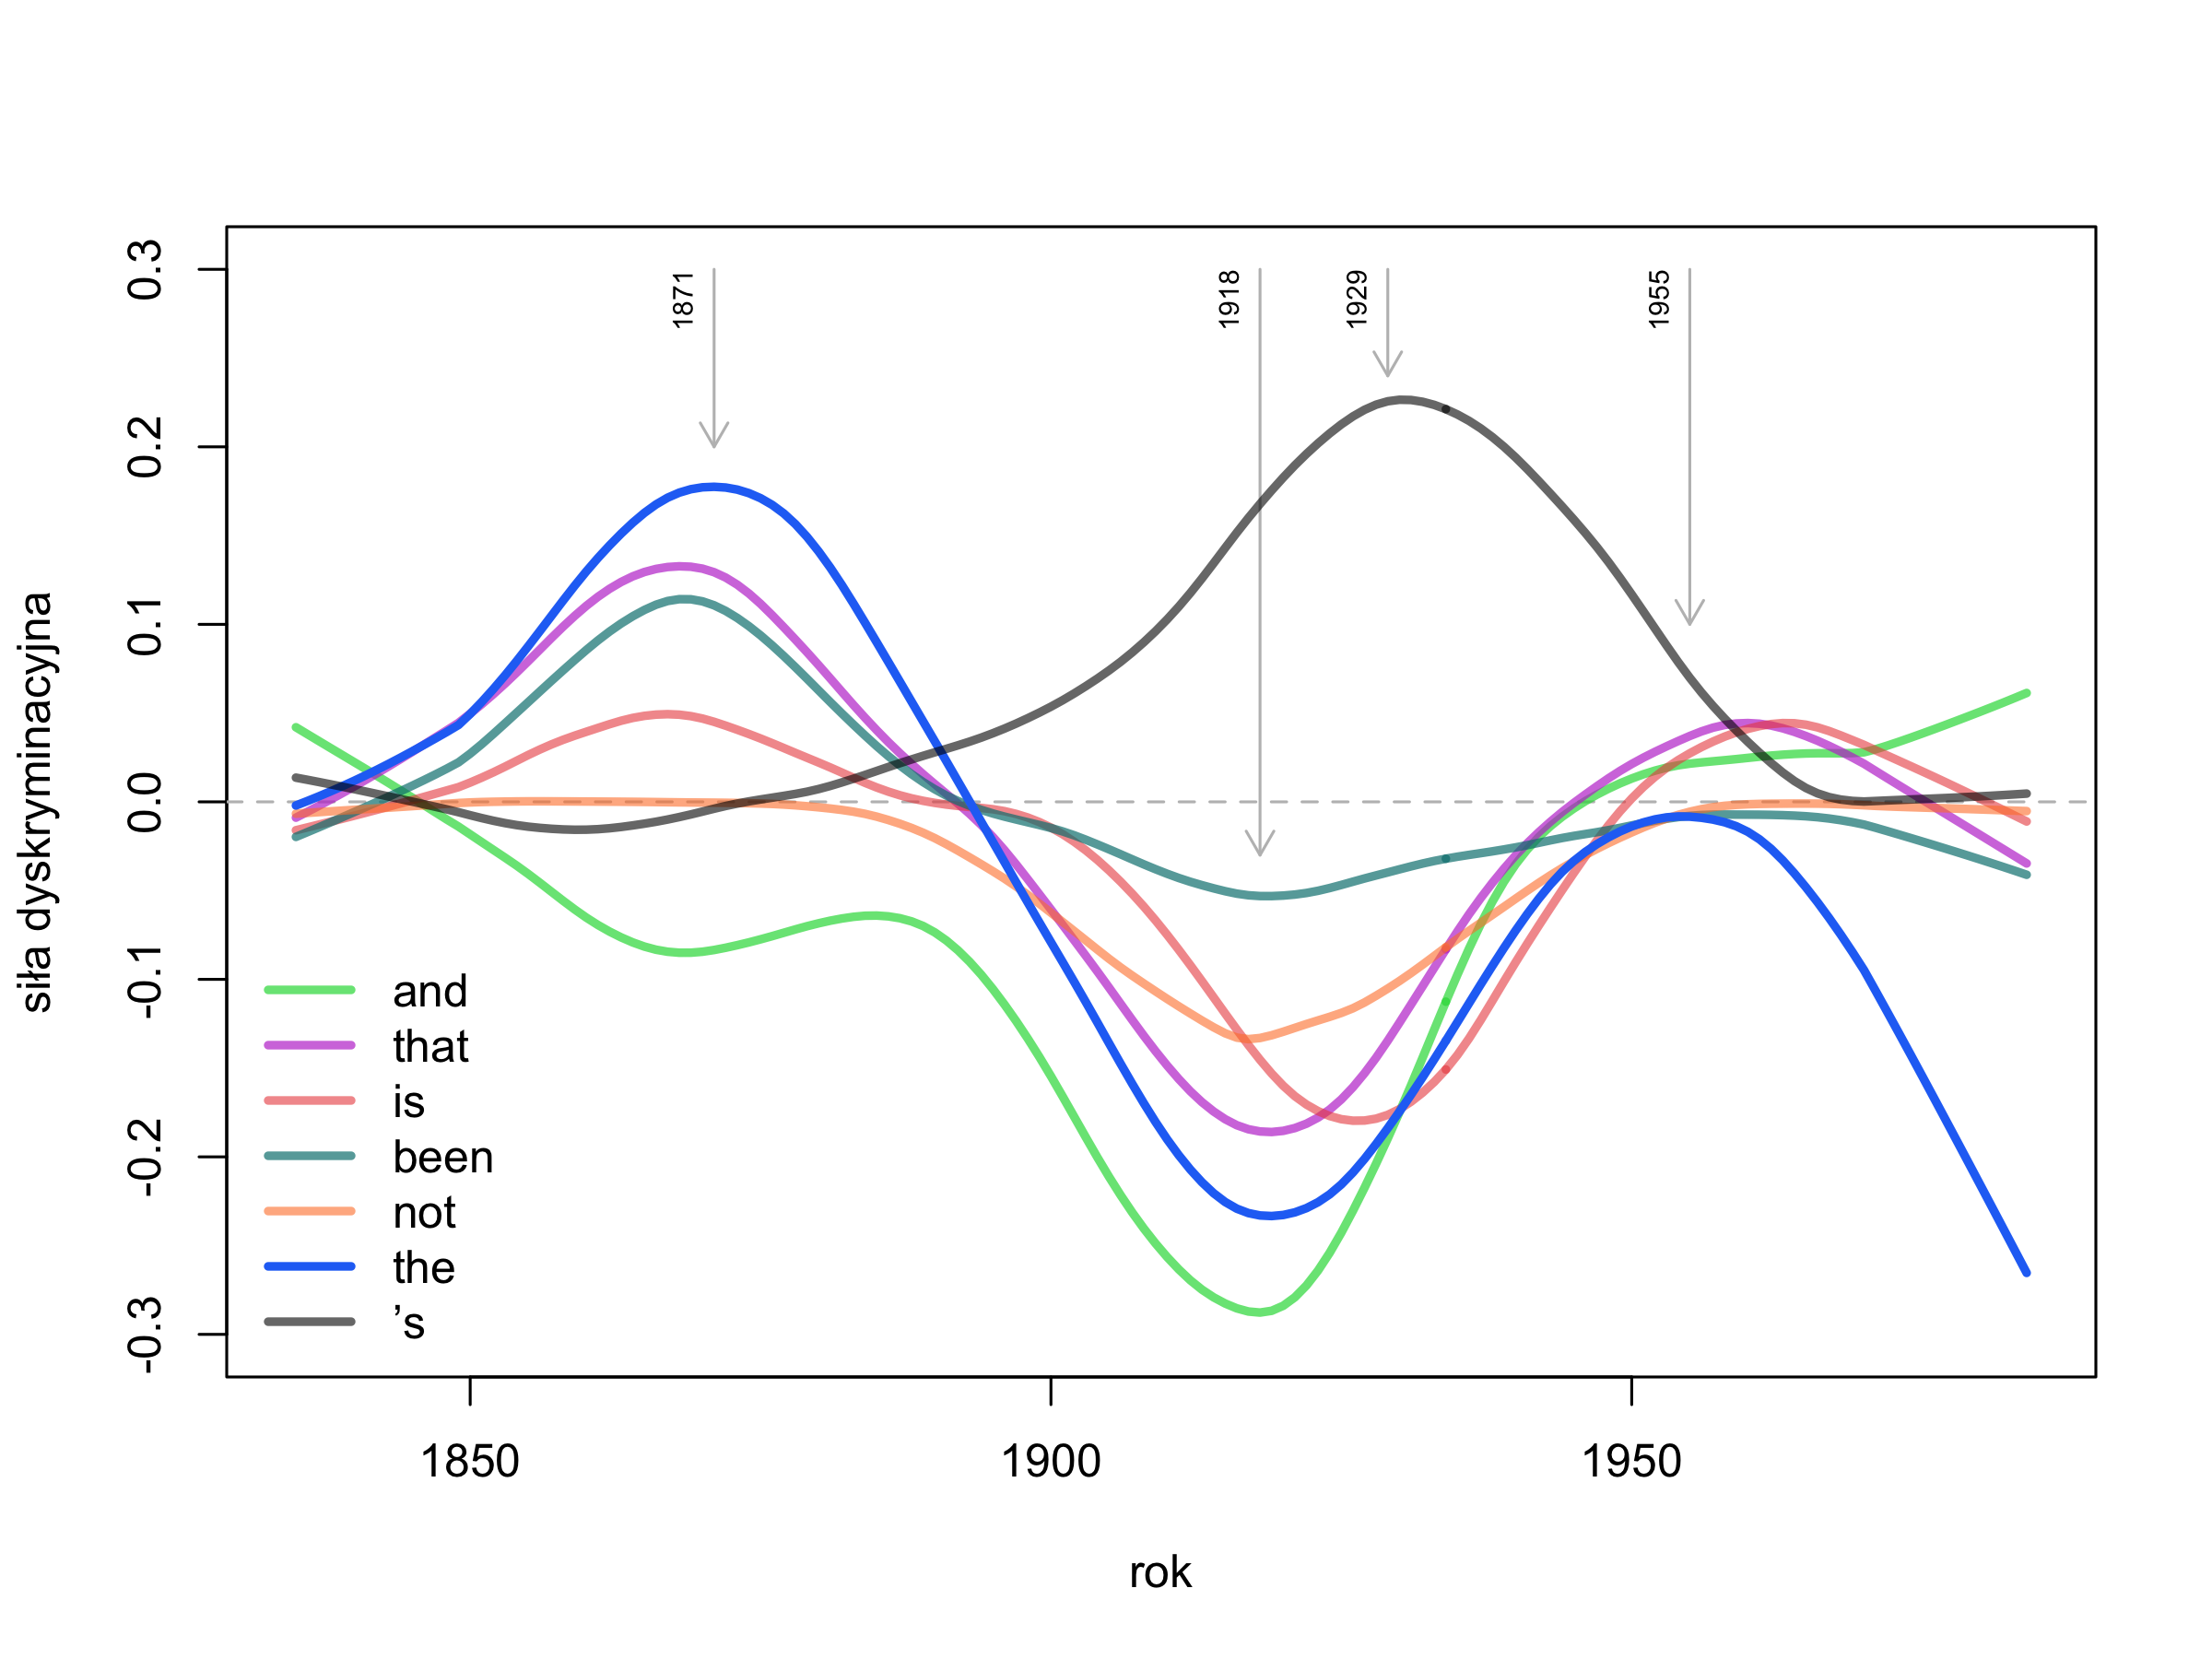 siła dyskryminacyjna
0.3
0.2
0.1
0.0
-0.1
-0.2
-0.3
1871
1918
1929
1955
and
that
is
been
not
the
’s
1850
1900
1950
rok